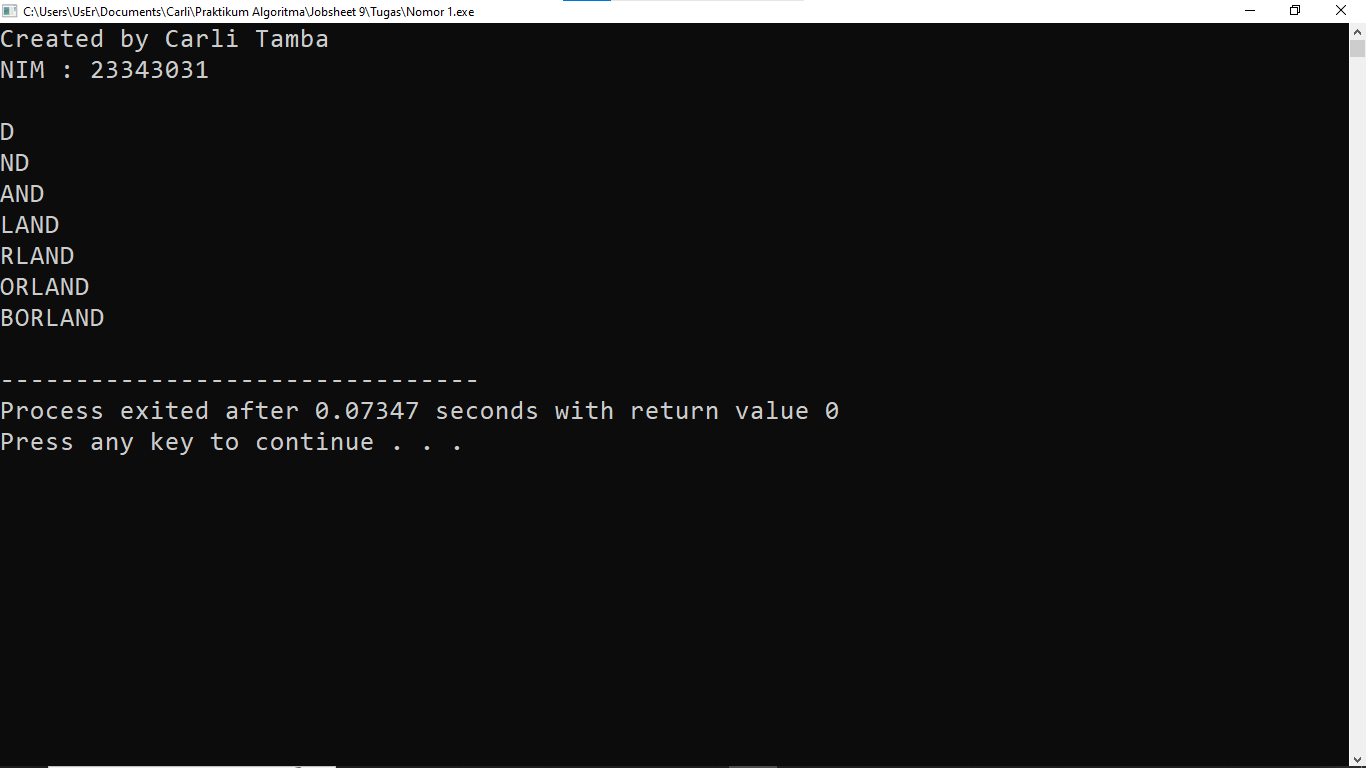 C:\Users\UsEr\Documents\Carli\Praktikum Algoritma\Jobsheet 9\Tugas\Nomor 1.exe
Created by Carli Tamba
NIM : 23343031
D
ND
AND
LAND
RLAND
ORLAND
BORLAND
--------------------------------
Process exited after 0.07347 seconds with return value 0
Press any key to continue . . .